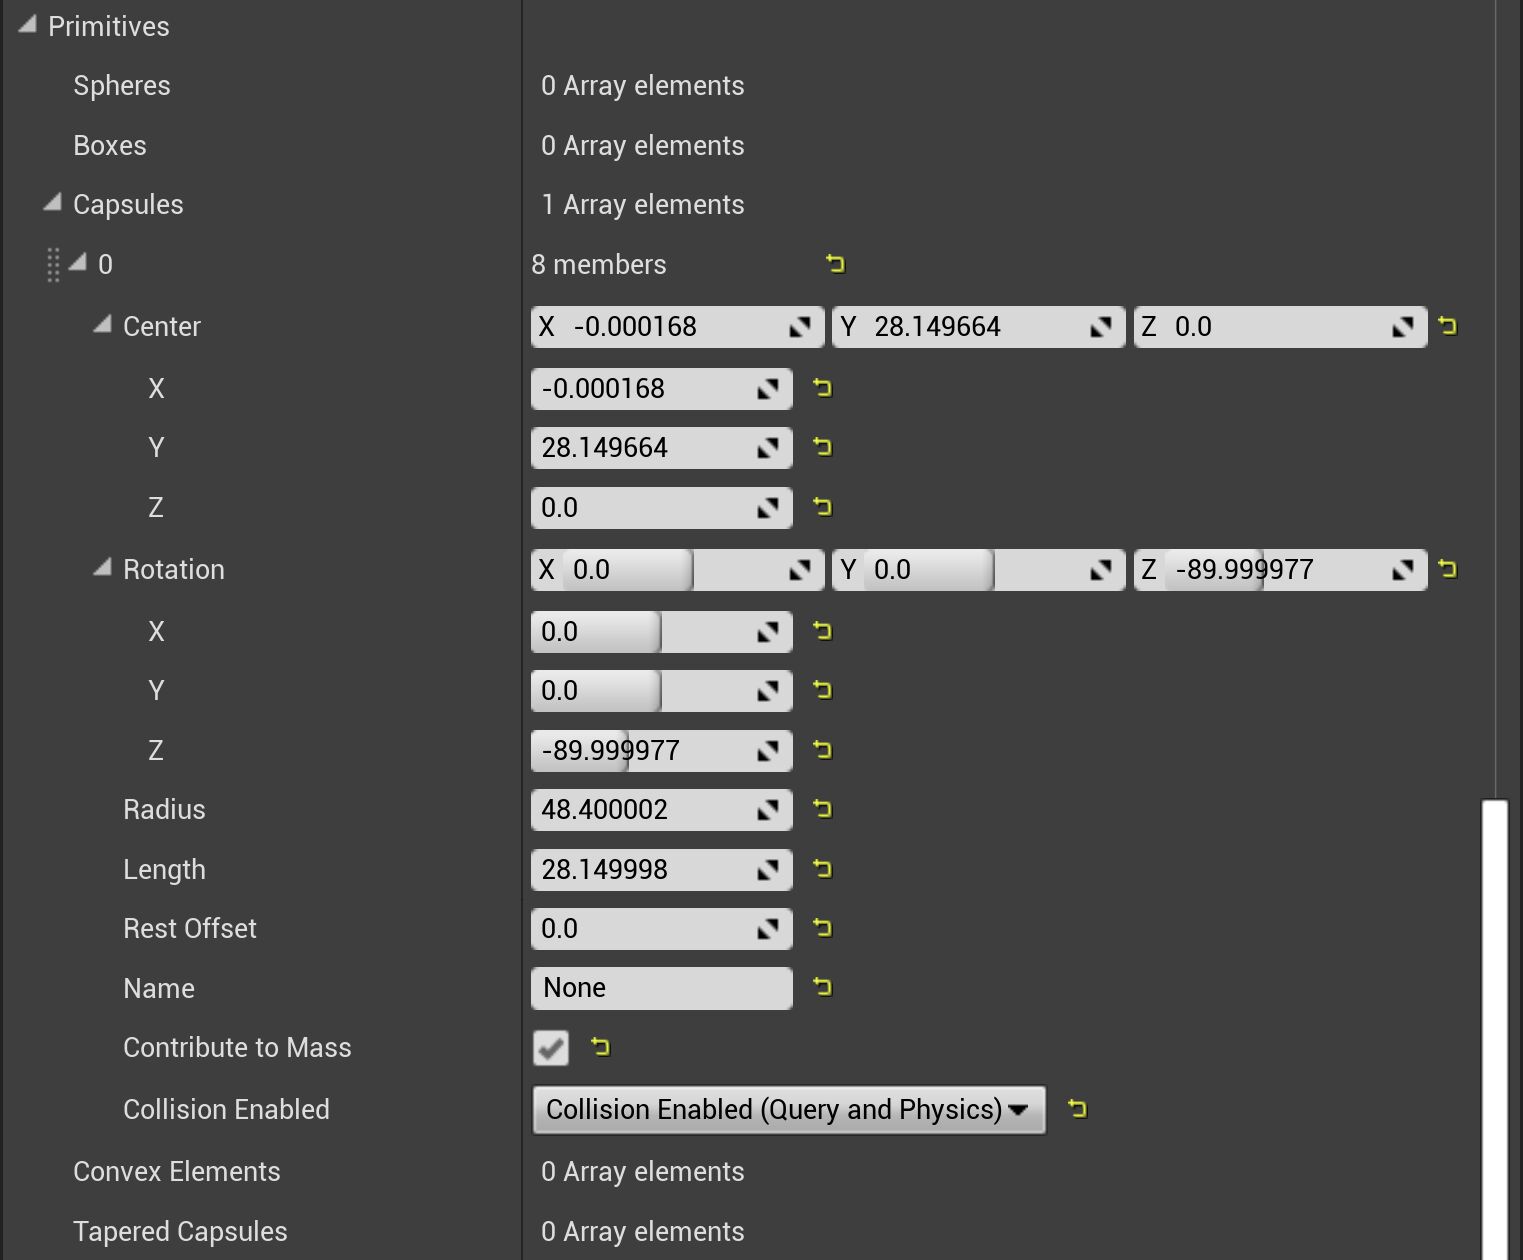 Primitives
Spheres 0 Array elements
Boxes 0 Array elements
Capsules 1 Array elements
0 8 members
Center X -0.000168 Y 28.149664 Z 0.0
X -0.000168
Y 28.149664
Z 0.0
Rotation X 0.0 Y 0.0 Z -89.999977
X 0.0
Y 0.0
Z -89.999977
Radius 48.400002
Length 28.149998
Rest Offset 0.0
Name None
Contribute to Mass
Collision Enabled Collision Enabled (Query and Physics)
Convex Elements 0 Array elements
Tapered Capsules 0 Array elements